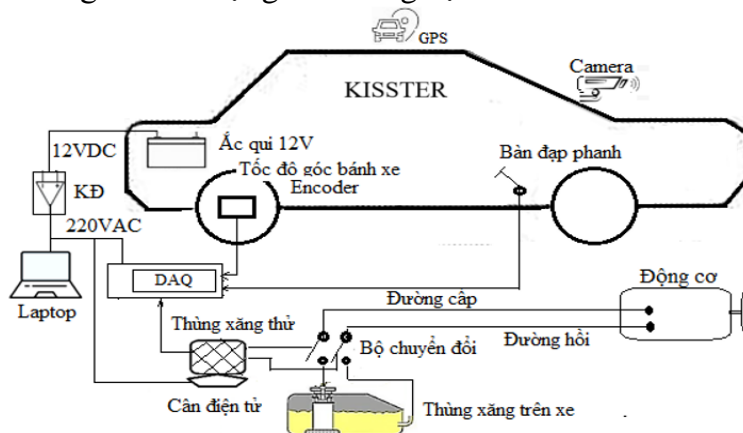 GPS
Camera
KISSTER
12VDC
Ắc qui 12V
Bàn đạp phanh
Tốc độ góc bánh xe
Encoder
KĐ
220VAC
DAQ
Động cơ
Laptop
Đường câp
Thùng xăng thử
Bộ chuyển đổi
Đường hồi
Cân điện tử
Thùng xăng trên xe